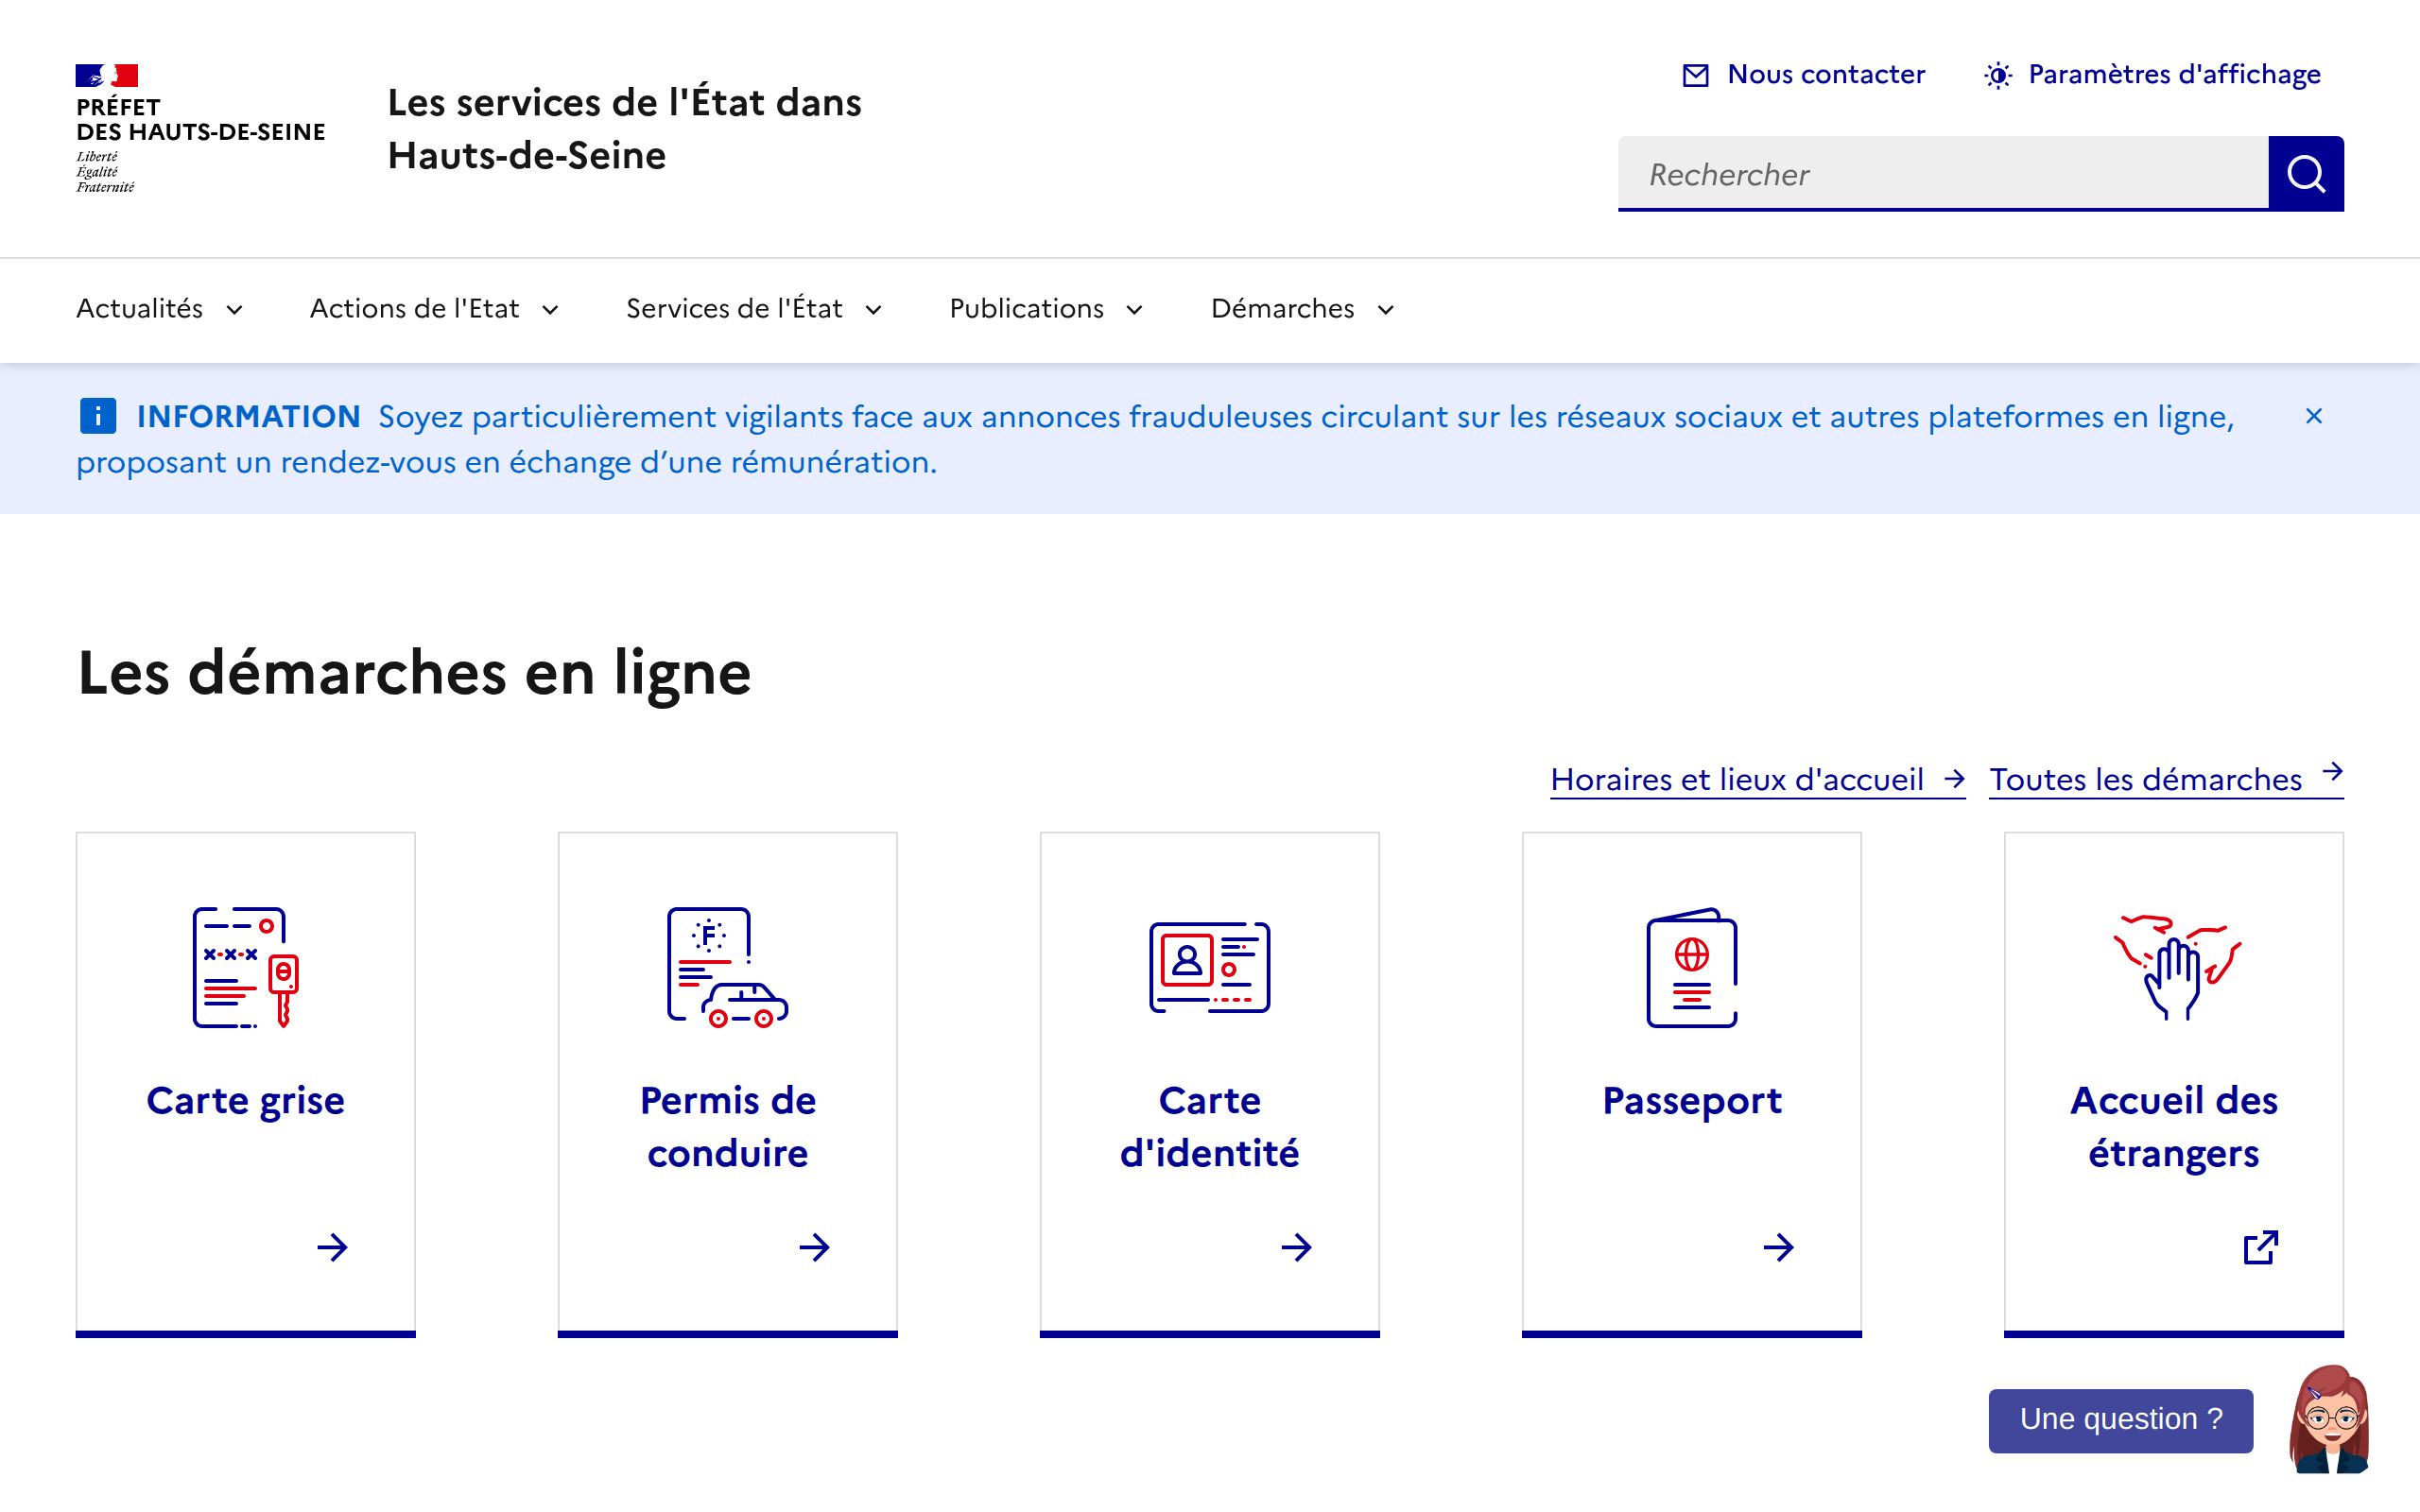 PRÉFET
DES HAUTS-DE-SEINE
Liberté
Égalité
Fraternité
Les services de l'État dans
Hauts-de-Seine
Nous contacter
Paramètres d'affichage
Rechercher
Actualités
Actions de l'Etat
Services de l'État
Publications
Démarches
INFORMATION Soyez particulièrement vigilants face aux annonces frauduleuses circulant sur les réseaux sociaux et autres plateformes en ligne,
proposant un rendez-vous en échange d’une rémunération.
Les démarches en ligne
Horaires et lieux d'accueil
Toutes les démarches
Carte grise
F
Permis de
conduire
Carte
d'identité
Passeport
Accueil des
étrangers
Une question ?